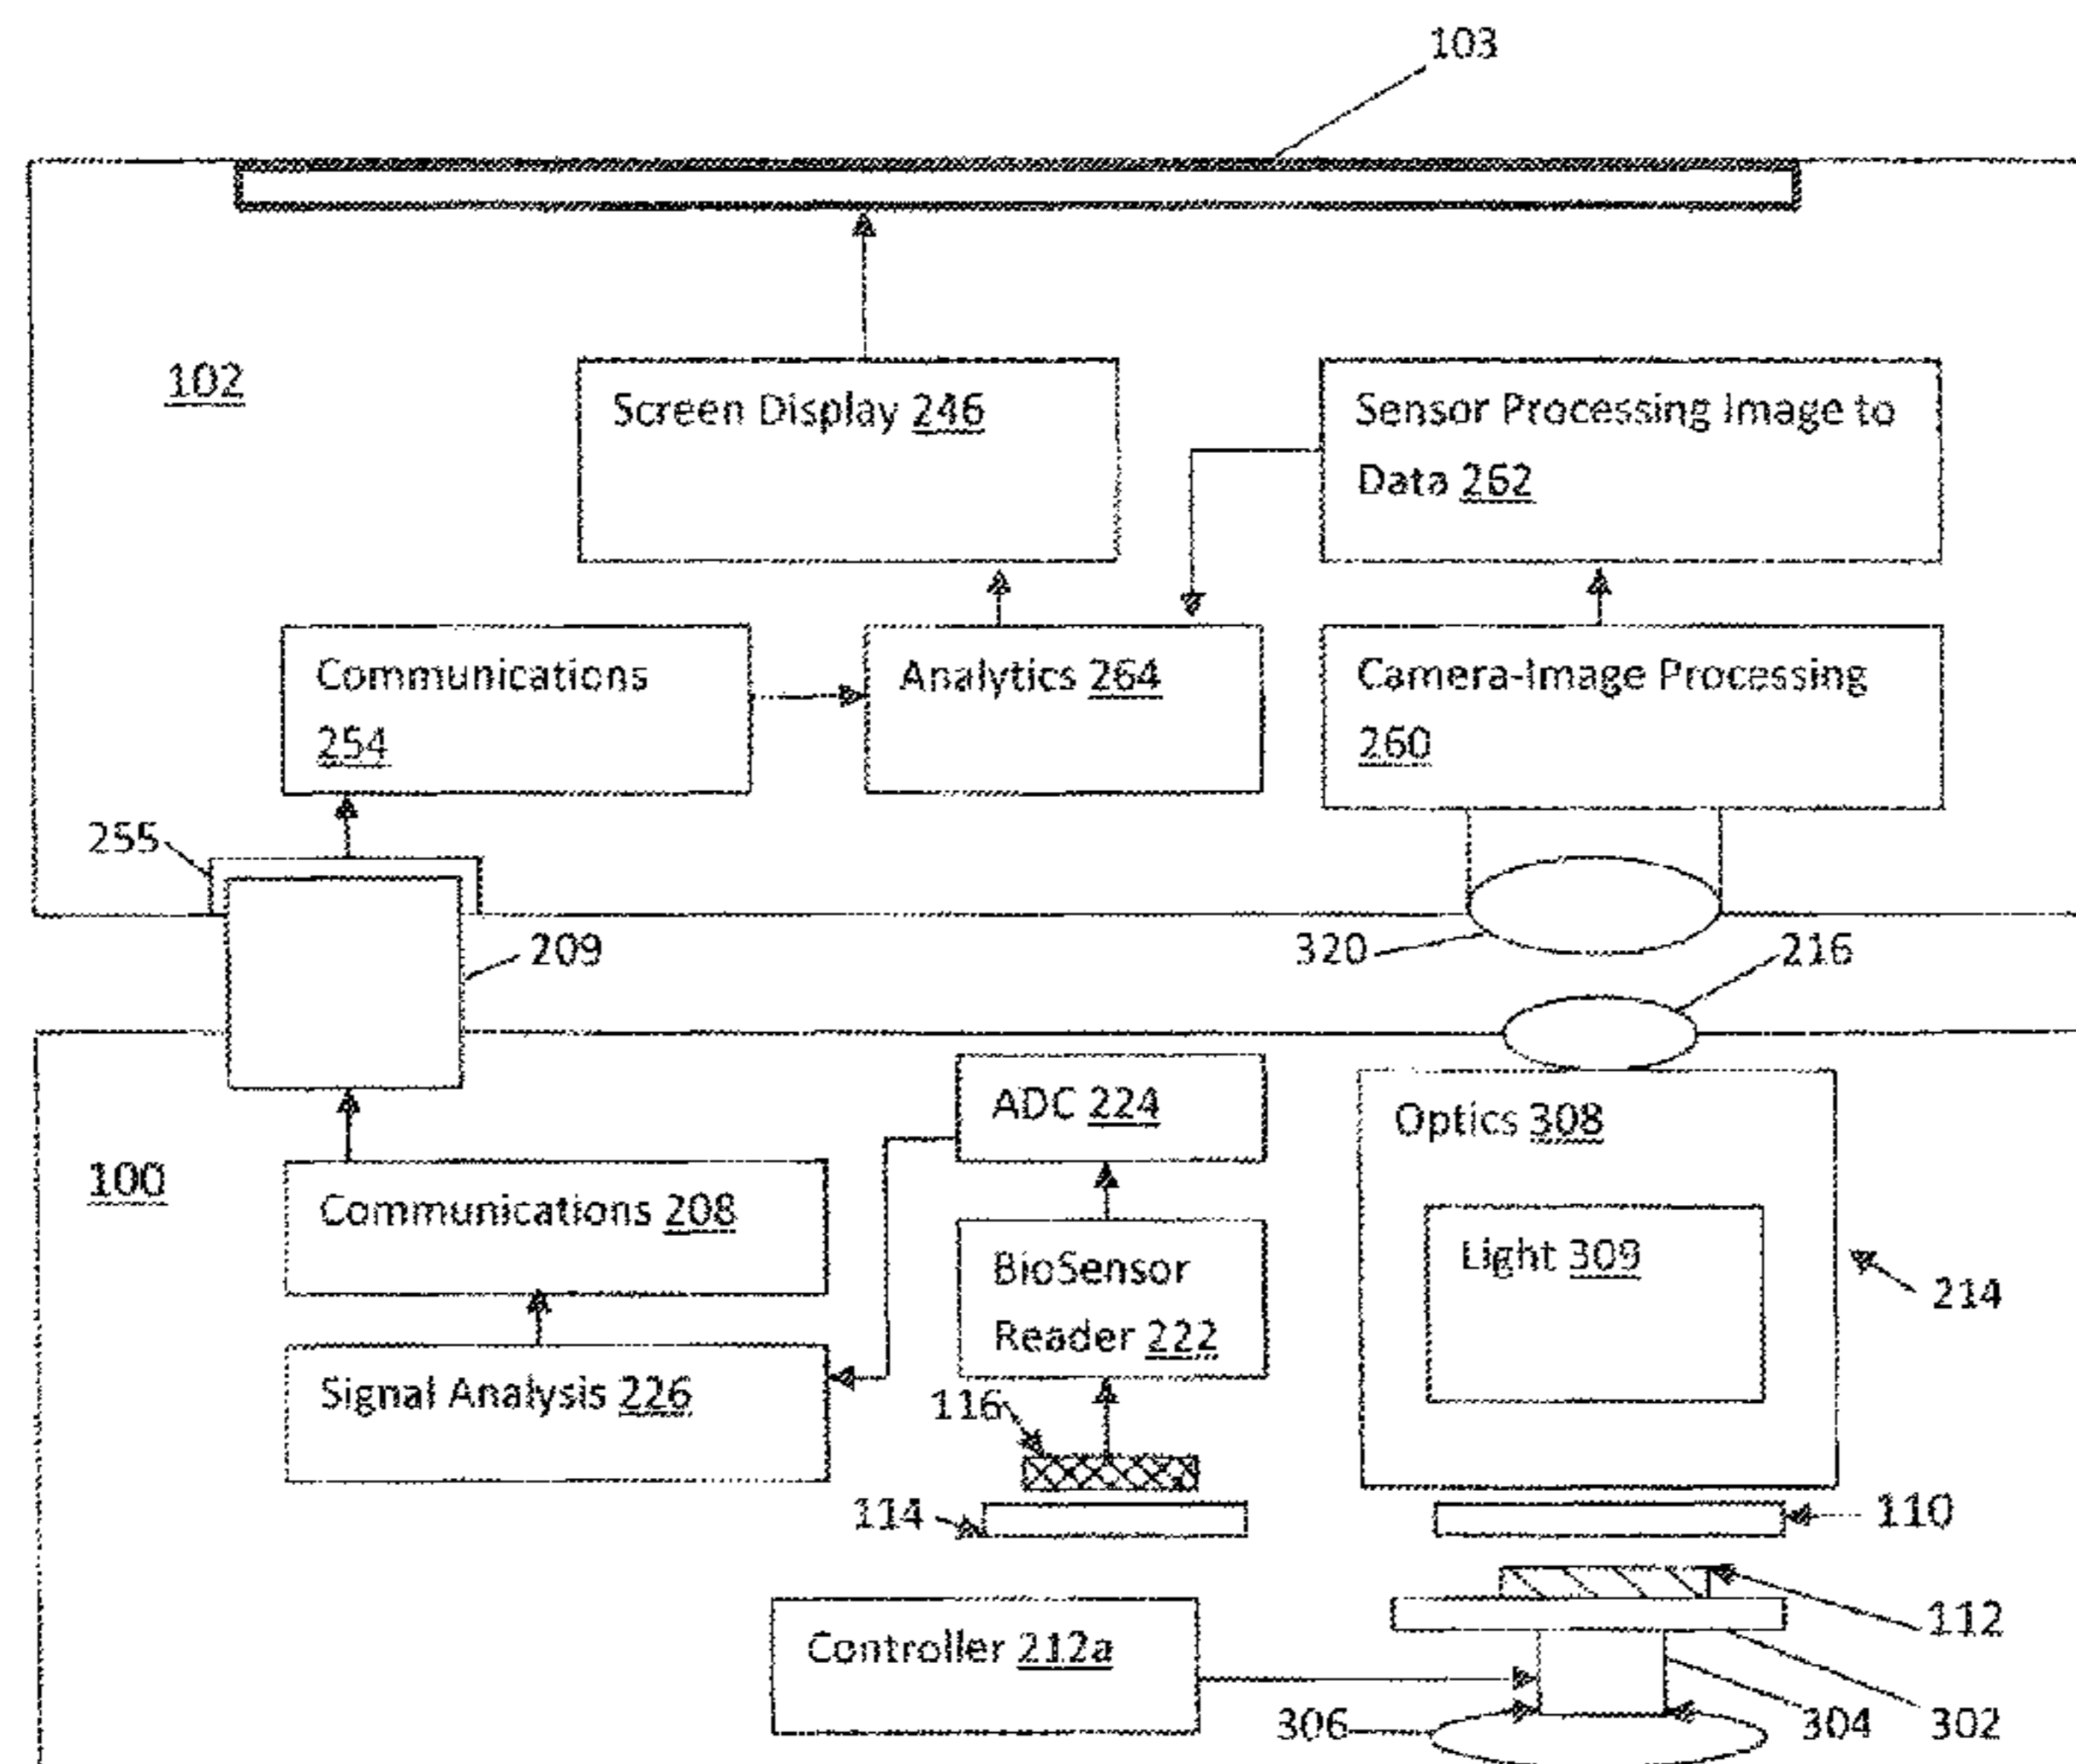 103
102
Screen Display 246
Sensor Processing Image to
Data 262
Communications
254
Analytics 264
Camera-Image Processing
260
255
209
320
216
ADC 224
Optics 308
100
Communications 208
BioSensor
Reader 222
Light 309
214
Signal Analysis 226
116
114
110
Controller 212a
112
306
304
302